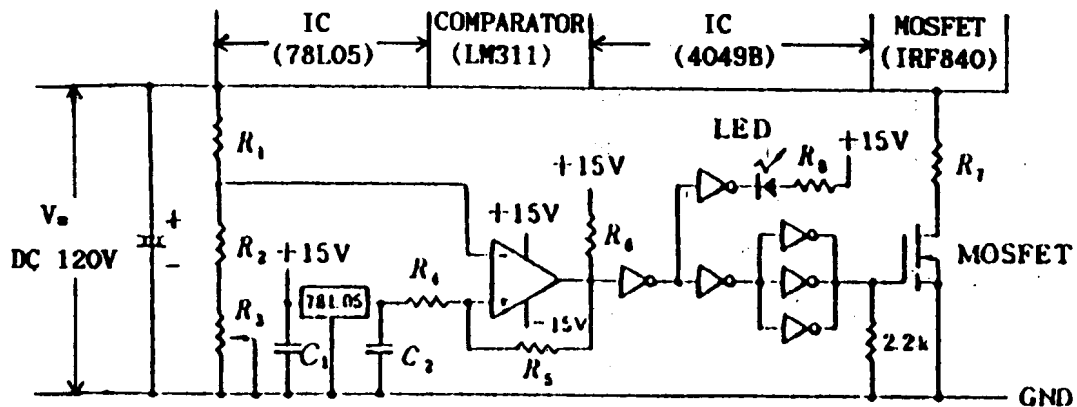 IC
(78L05)
COMPARATOR
(LM311)
IC
(4049B)
MOSFET
(IRF840)
R1
LED
+15V
R8
+15V
R7
Vs
+
-
DC 120V
R2
+15V
+15V
R6
MOSFET
R3
78L05
R4
-
+
-15V
C1
C2
R5
2.2k
GND